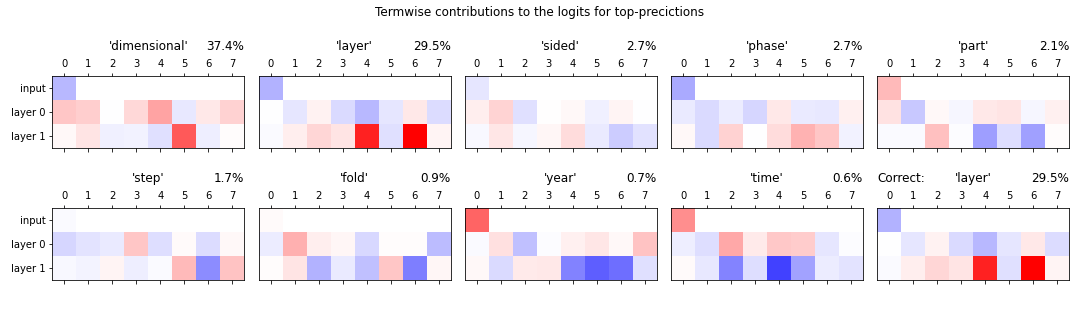 Termwise contributions to the logits for top-precictions
'dimensional' 37.4% 'layer' 29.5% 'sided' 2.7% 'phase' 2.7% 'part' 2.1%
0 1 2 3 4 5 6 7 0 1 2 3 4 5 6 7 0 1 2 3 4 5 6 7 0 1 2 3 4 5 6 7 0 1 2 3 4 5 6 7
input
layer 0
layer 1
'step' 1.7% 'fold' 0.9% 'year' 0.7% 'time' 0.6% Correct: 'layer' 29.5%
0 1 2 3 4 5 6 7 0 1 2 3 4 5 6 7 0 1 2 3 4 5 6 7 0 1 2 3 4 5 6 7 0 1 2 3 4 5 6 7
input
layer 0
layer 1